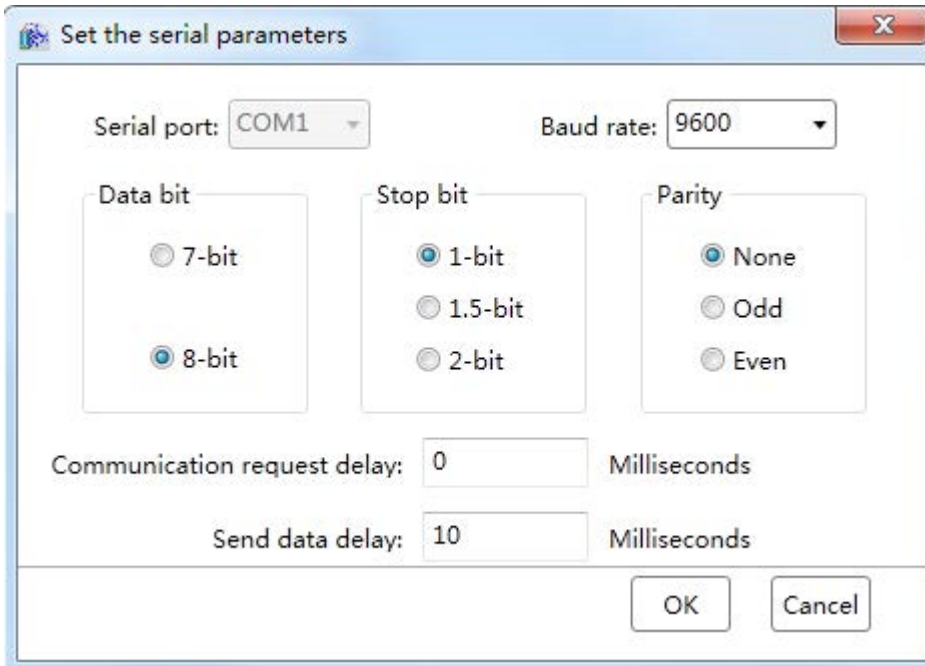 Set the serial parameters
Serial port: COM1 Baud rate: 9600
Data bit Stop bit Parity
7-bit 1-bit None
1.5-bit Odd
8-bit 2-bit Even
Communication request delay: 0 Milliseconds
Send data delay: 10 Milliseconds
OK Cancel